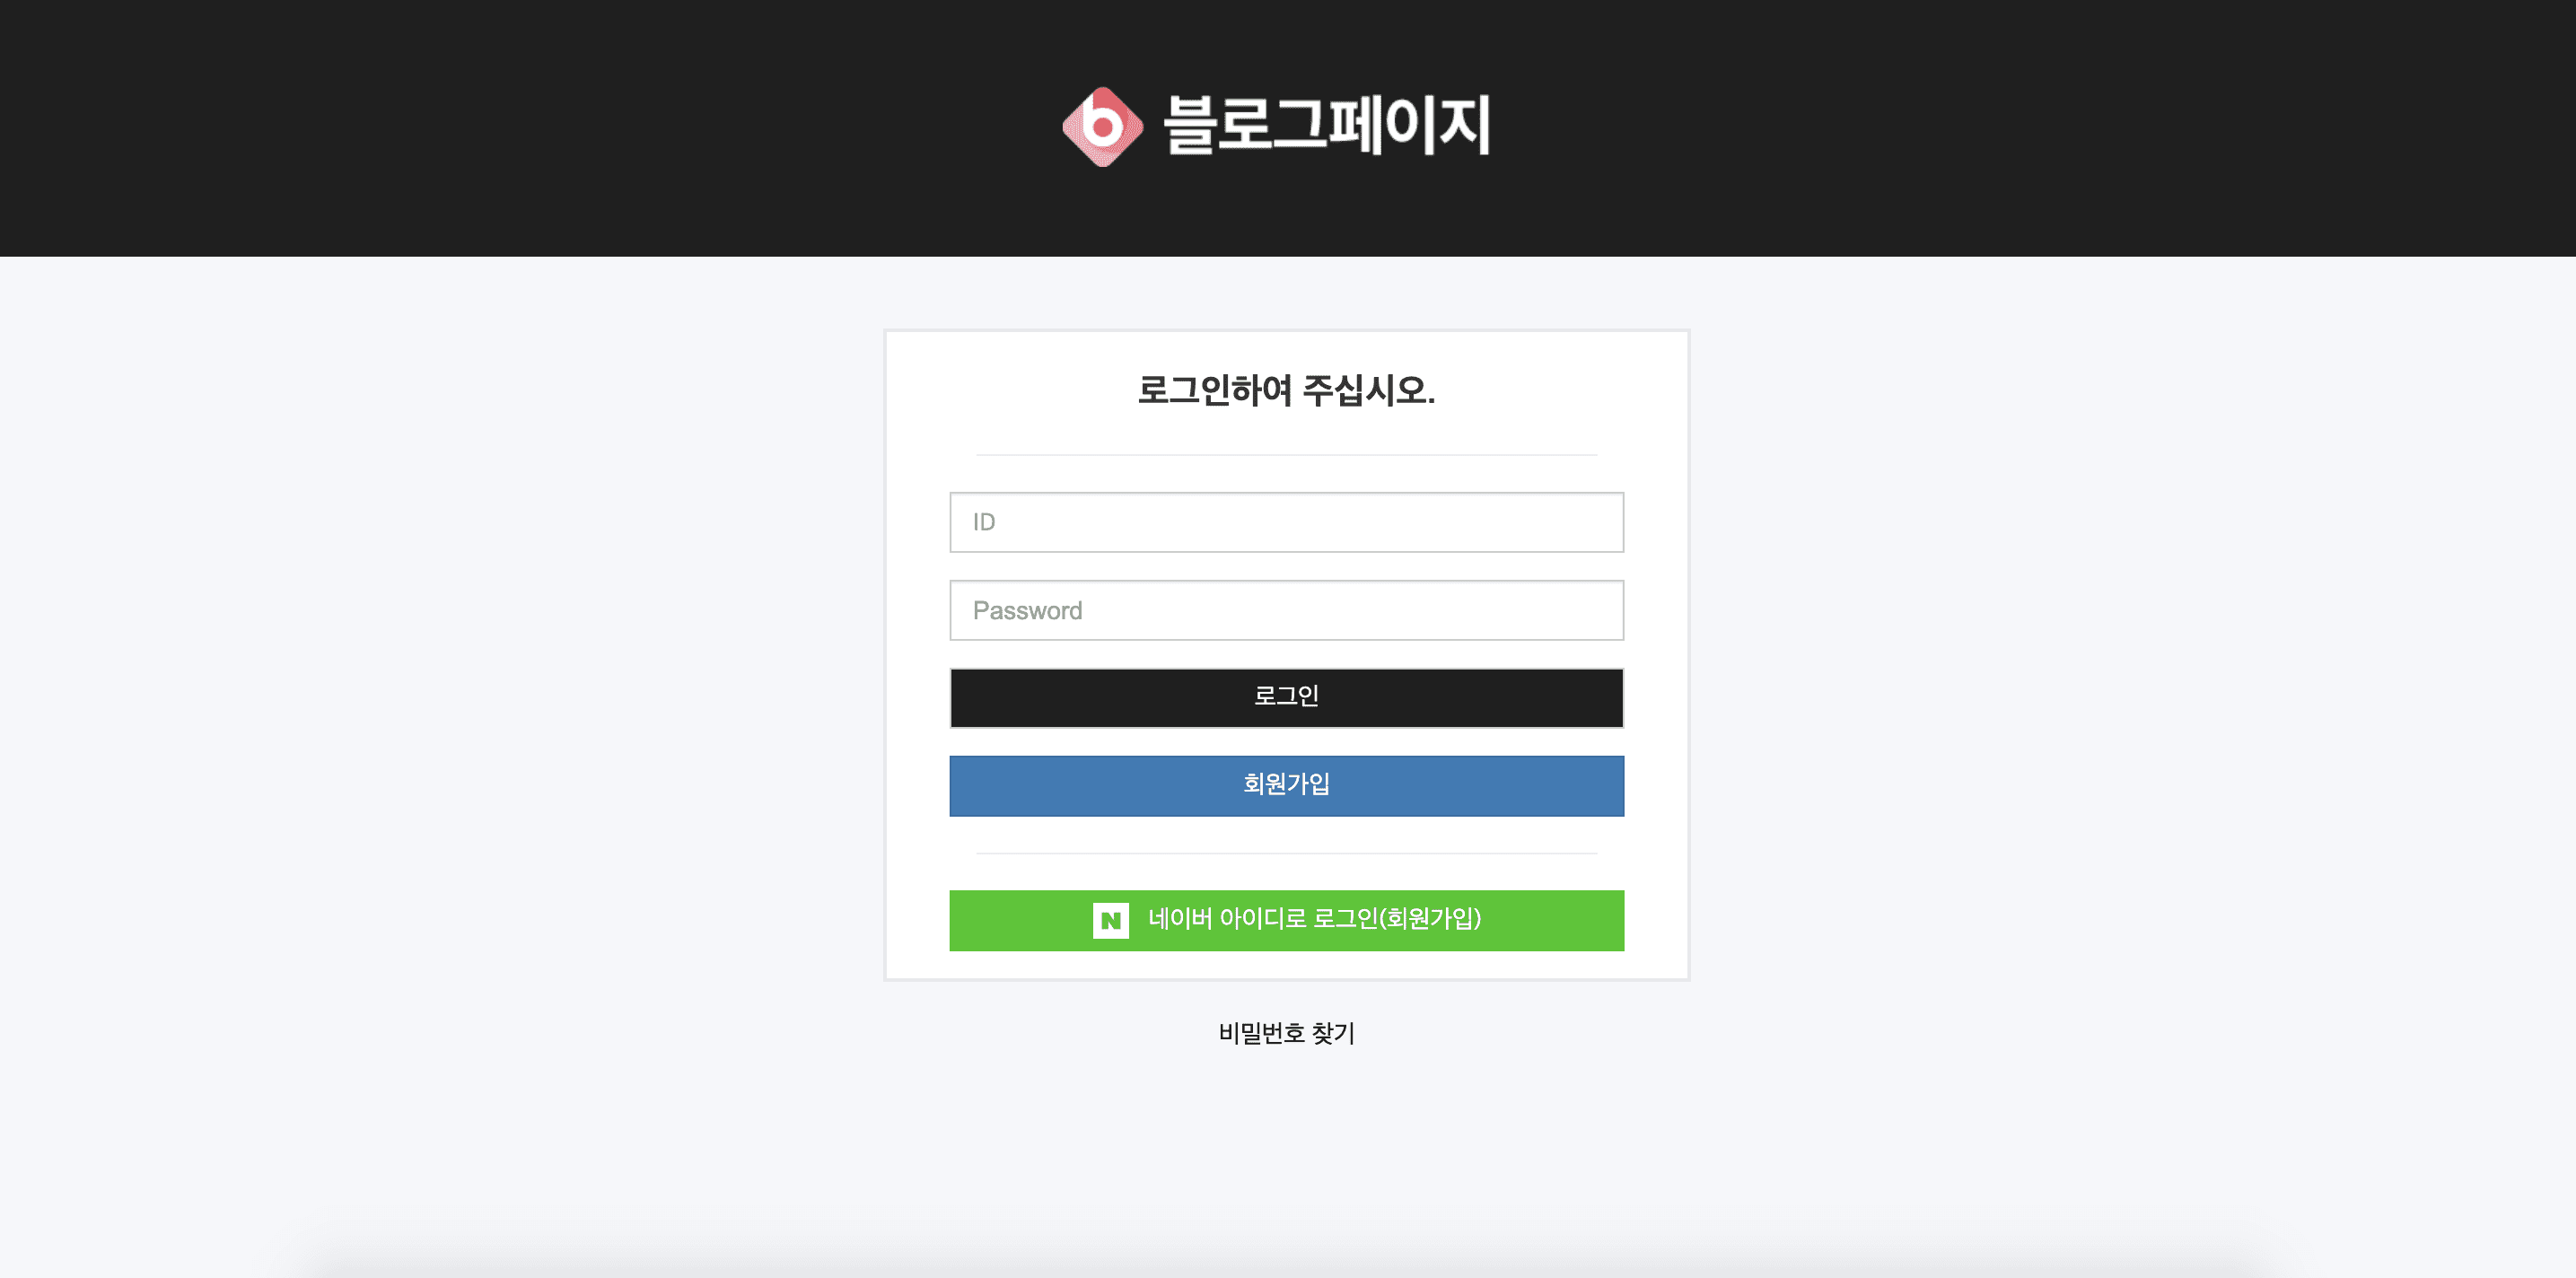 블로그페이지
로그인하여 주십시오.
ID
Password
로그인
회원가입
네이버 아이디로 로그인(회원가입)
비밀번호 찾기